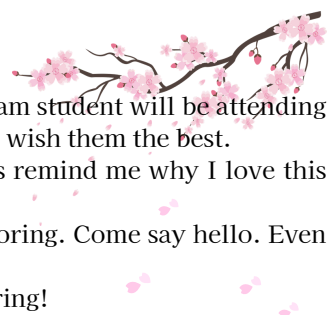 am student will be attending
wish them the best.
s remind me why I love this
oring. Come say hello. Even
ring!